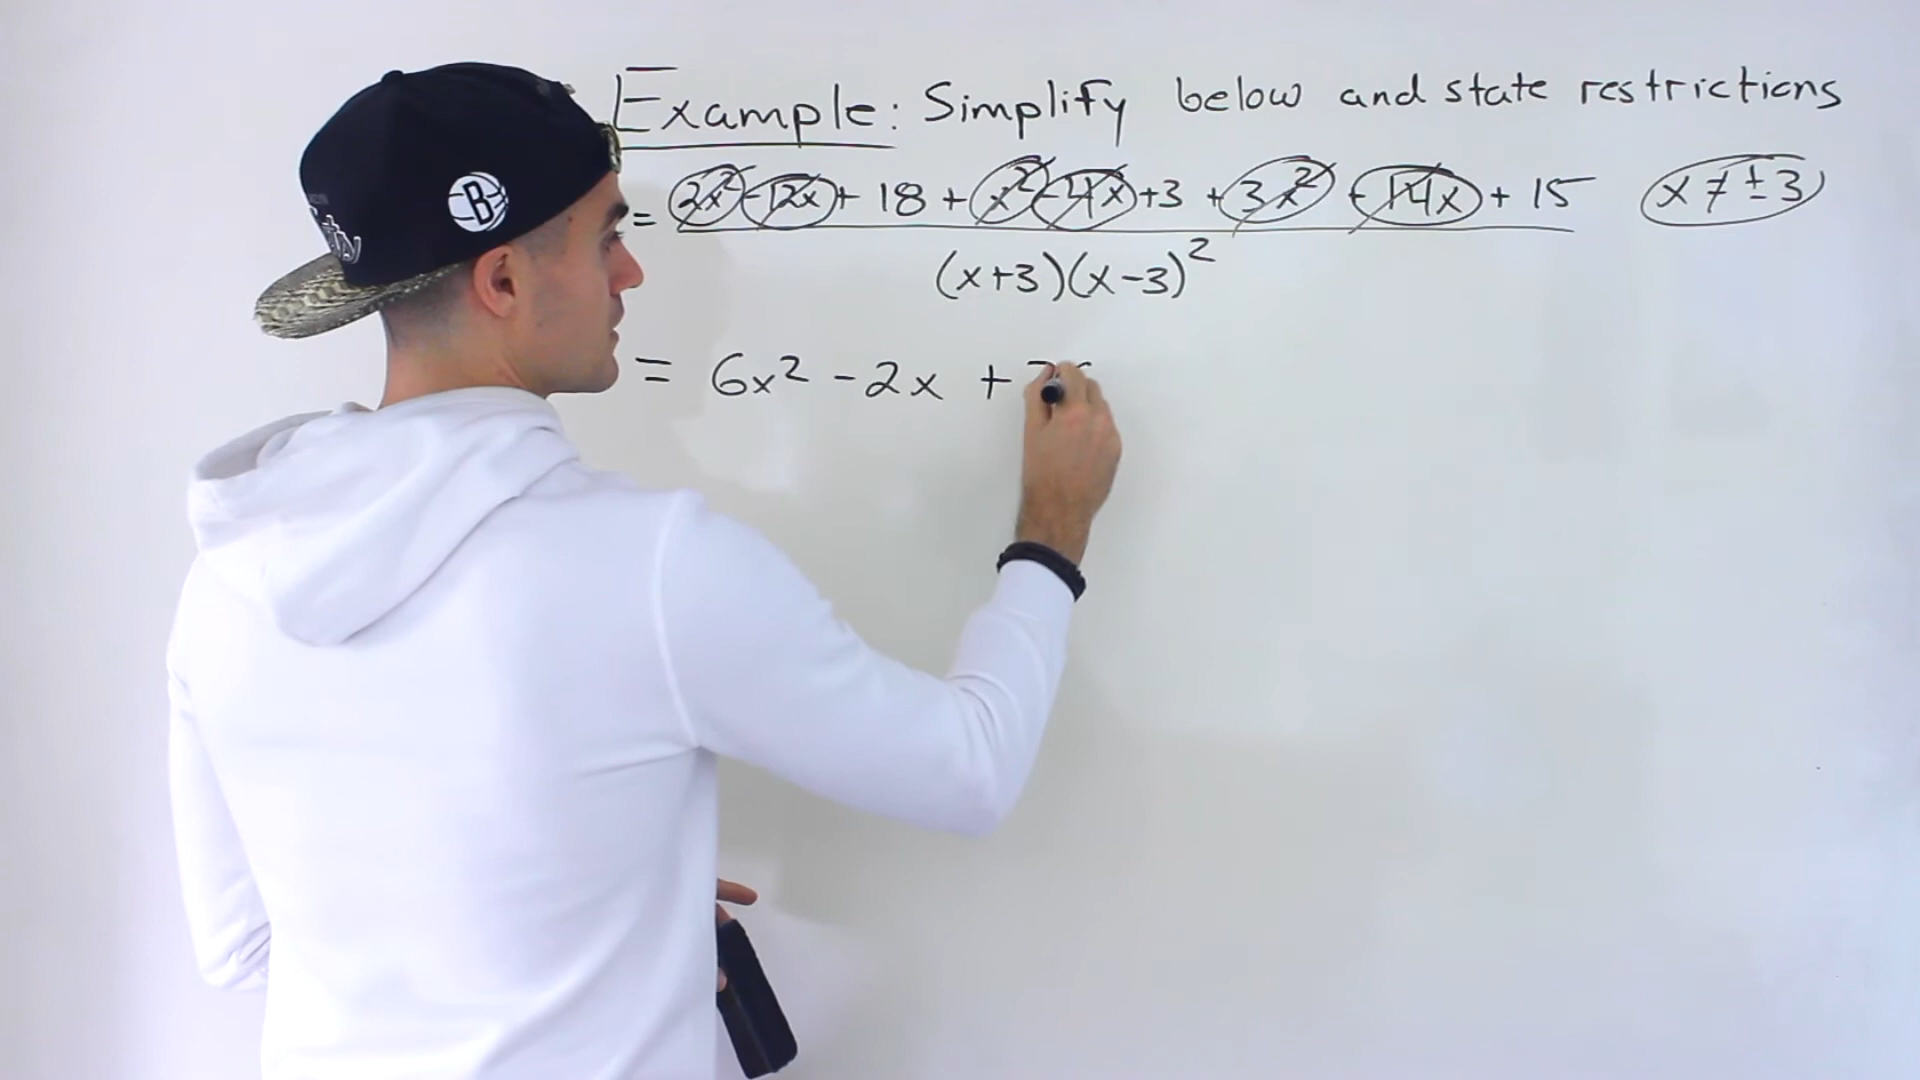 Example: Simplify below and state restrictions
= 2x² - 12x + 18 + x² - 4x + 3 + 3x² - 14x + 15 x ≠ ±3
(x+3)(x-3)²
= 6x² - 2x +
B